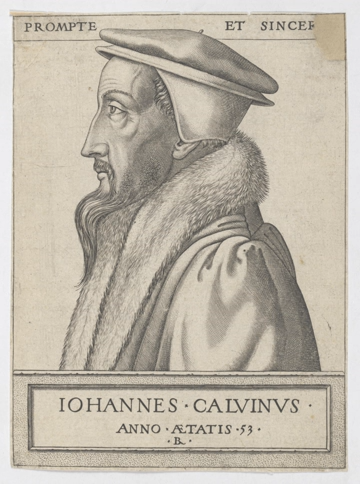 PROMPTE ET SINCER
IOHANNES · CALVINVS ·
ANNO · ÆTATIS · 53 ·
· B ·